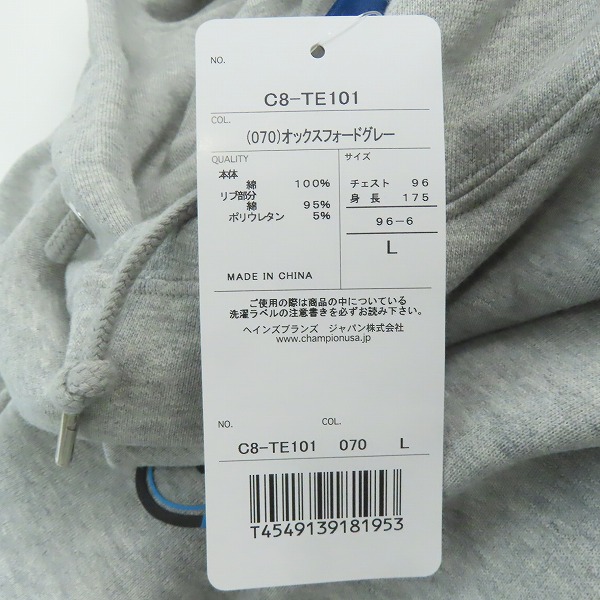 NO.
C8-TE101
COL.
(070)オックスフォードグレー
QUALITY
本体
綿 100%
リブ部分
綿 95%
ポリウレタン 5%
MADE IN CHINA
サイズ
チェスト 96
身長 175
96-6
L
ご使用の際は商品の中についている
洗濯ラベルの注意書きを必ずお読み下さい。
ヘインズブランズ ジャパン株式会社
www.championusa.jp
NO. COL.
C8-TE101 070 L
T4549139181953